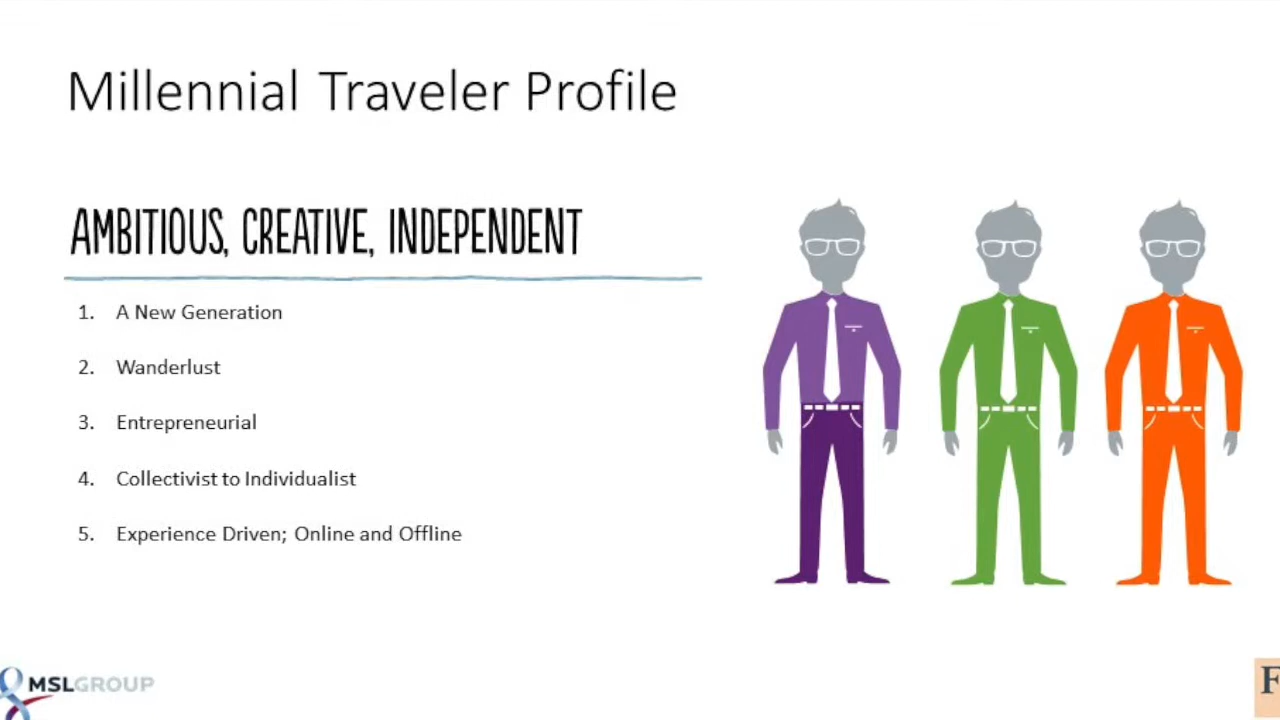 Millennial Traveler Profile
AMBITIOUS, CREATIVE, INDEPENDENT
1. A New Generation
2. Wanderlust
3. Entrepreneurial
4. Collectivist to Individualist
5. Experience Driven; Online and Offline
MSLGROUP
F